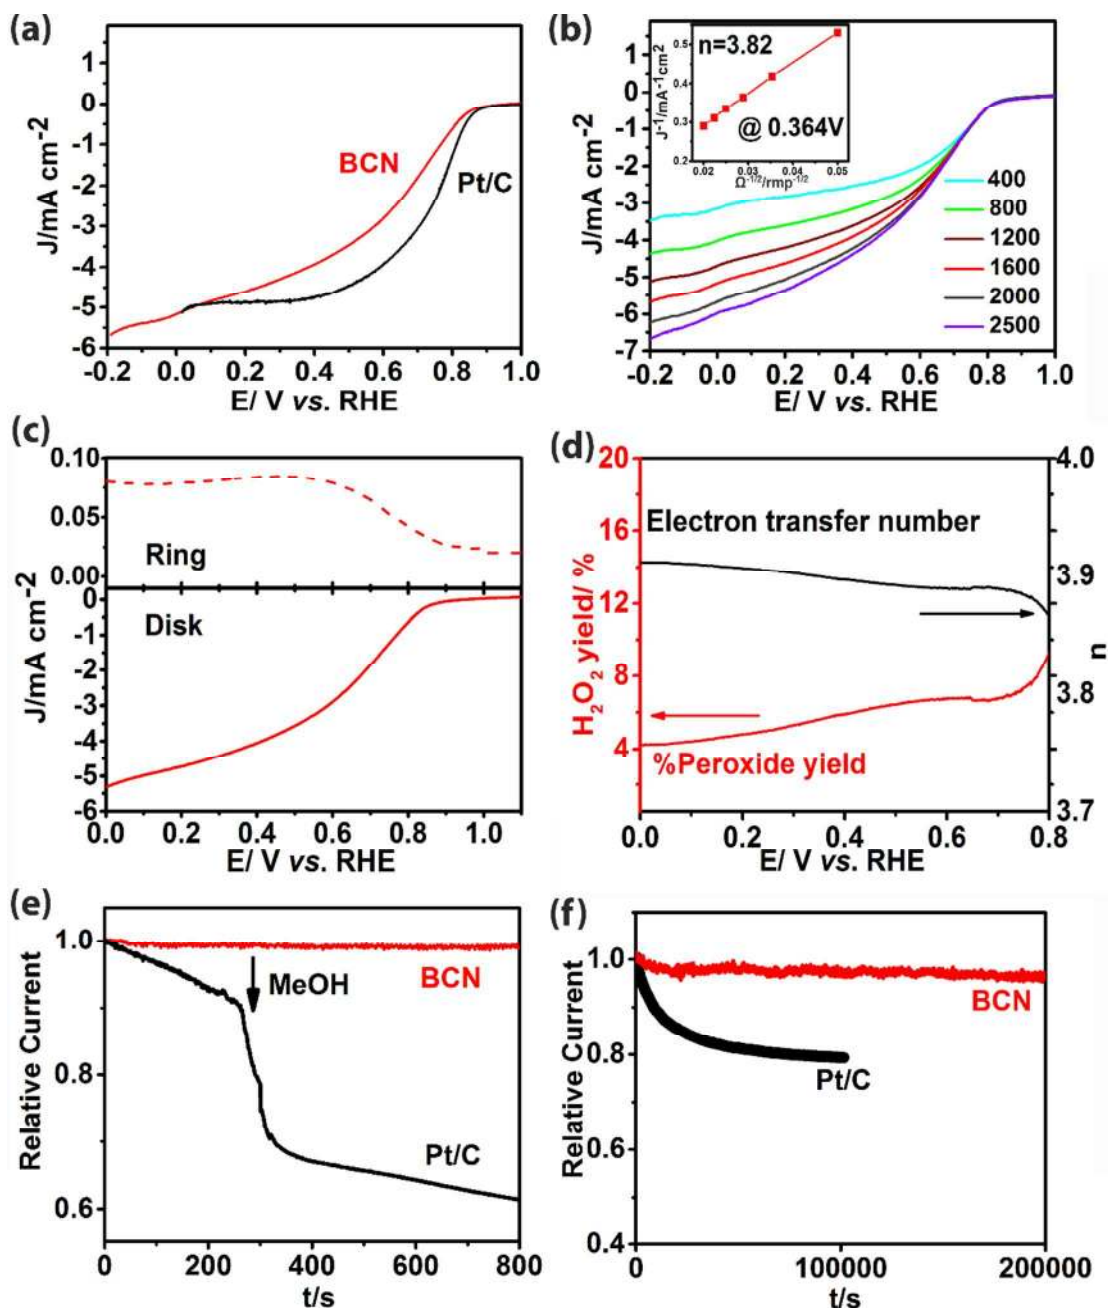 (a)
1
0
-1
-2
-3
-4
-5
-6
J/mA cm-2
BCN
Pt/C
-0.2 0.0 0.2 0.4 0.6 0.8 1.0
E/ V vs. RHE
(b)
1
0
-1
-2
-3
-4
-5
-6
-7
J/mA cm-2
n=3.82
@ 0.364V
0.5
0.4
0.3
0.2
J-1/mA-1cm2
0.02 0.03 0.04 0.05
Ω-1/2/rmp-1/2
400
800
1200
1600
2000
2500
-0.2 0.0 0.2 0.4 0.6 0.8 1.0
E/ V vs. RHE
(c)
0.10
0.05
0.00
Ring
0
-1
-2
-3
-4
-5
-6
J/mA cm-2
Disk
0.0 0.2 0.4 0.6 0.8 1.0
E/ V vs. RHE
(d)
20
16
12
8
4
H2O2 yield/ %
Electron transfer number
%Peroxide yield
4.0
3.9
3.8
3.7
n
0.0 0.2 0.4 0.6 0.8
E/ V vs. RHE
(e)
1.0
0.8
0.6
Relative Current
MeOH
BCN
Pt/C
0 200 400 600 800
t/s
(f)
1.0
0.8
0.6
0.4
Relative Current
BCN
Pt/C
0 100000 200000
t/s